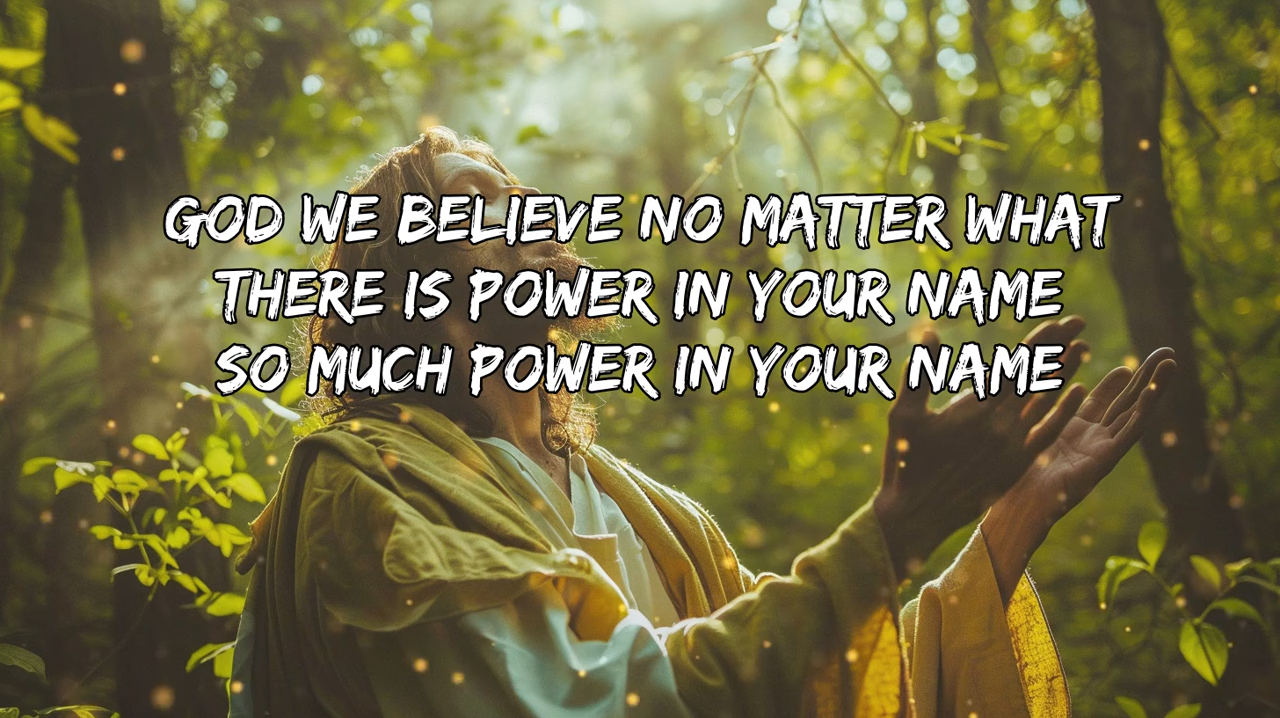 GOD WE BELIEVE NO MATTER WHAT
THERE IS POWER IN YOUR NAME
SO MUCH POWER IN YOUR NAME